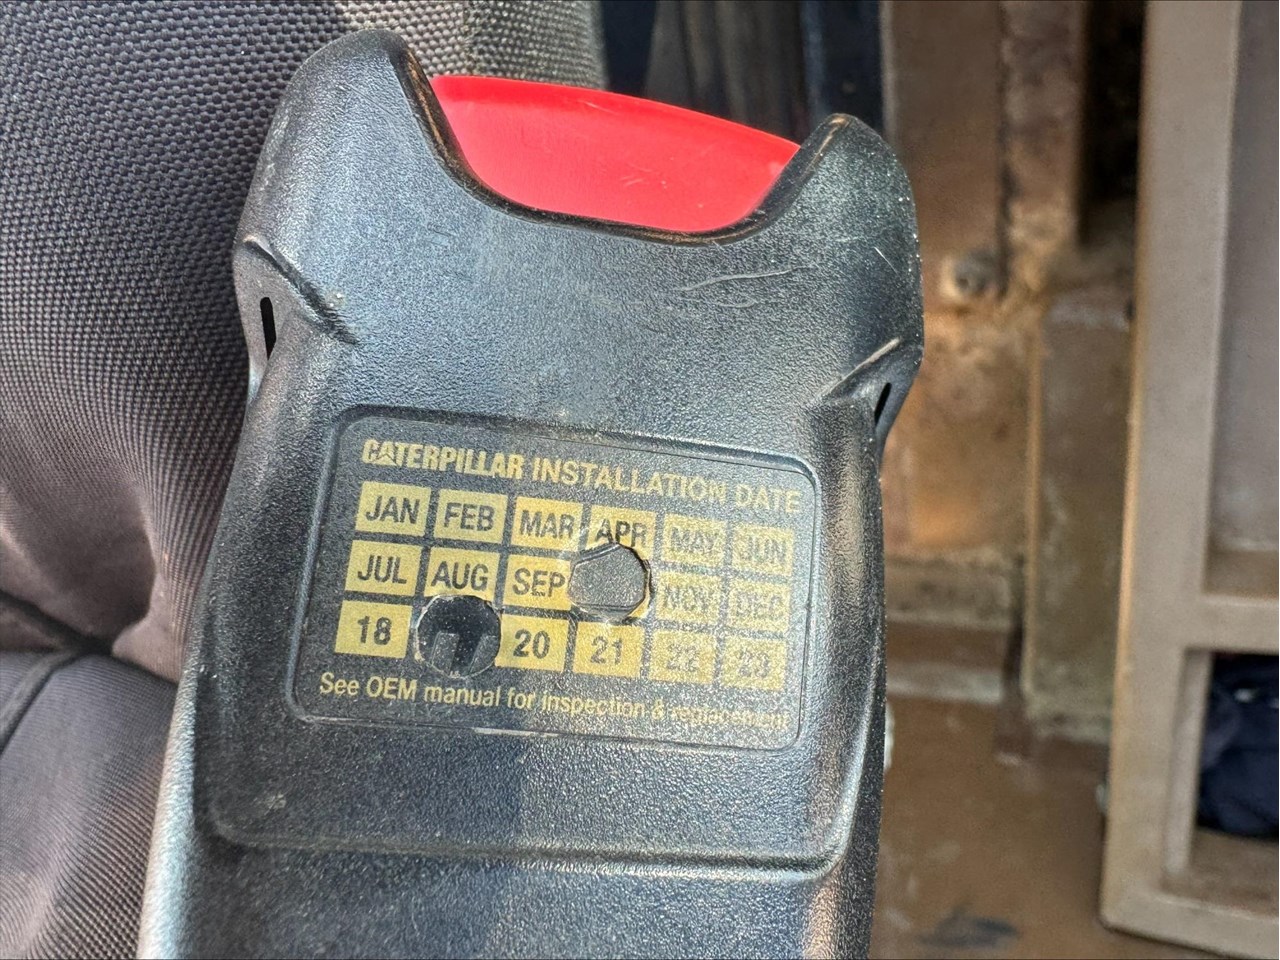 CATERPILLAR INSTALLATION DATE
JAN FEB MAR APR MAY JUN
JUL AUG SEP NOV DEC
18 20 21 22 23
See OEM manual for inspection & replacement